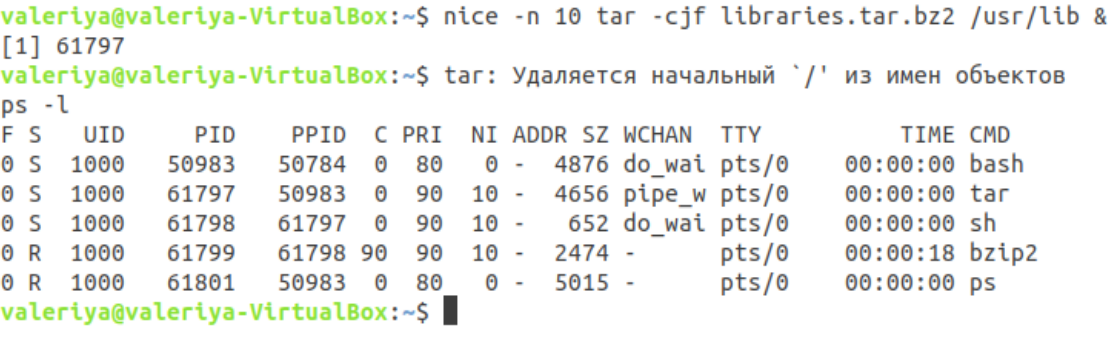 valeriya@valeriya-VirtualBox:~$ nice -n 10 tar -cjf libraries.tar.bz2 /usr/lib &
[1] 61797
valeriya@valeriya-VirtualBox:~$ tar: Удаляется начальный `/' из имен объектов
ps -l
F S   UID     PID    PPID  C PRI  NI ADDR SZ WCHAN  TTY          TIME CMD
0 S  1000   50983   50784  0  80   0 -  4876 do_wai pts/0    00:00:00 bash
0 S  1000   61797   50983  0  90  10 -  4656 pipe_w pts/0    00:00:00 tar
0 S  1000   61798   61797  0  90  10 -   652 do_wai pts/0    00:00:00 sh
0 R  1000   61799   61798 90  90  10 -  2474 -      pts/0    00:00:18 bzip2
0 R  1000   61801   50983  0  80   0 -  5015 -      pts/0    00:00:00 ps
valeriya@valeriya-VirtualBox:~$